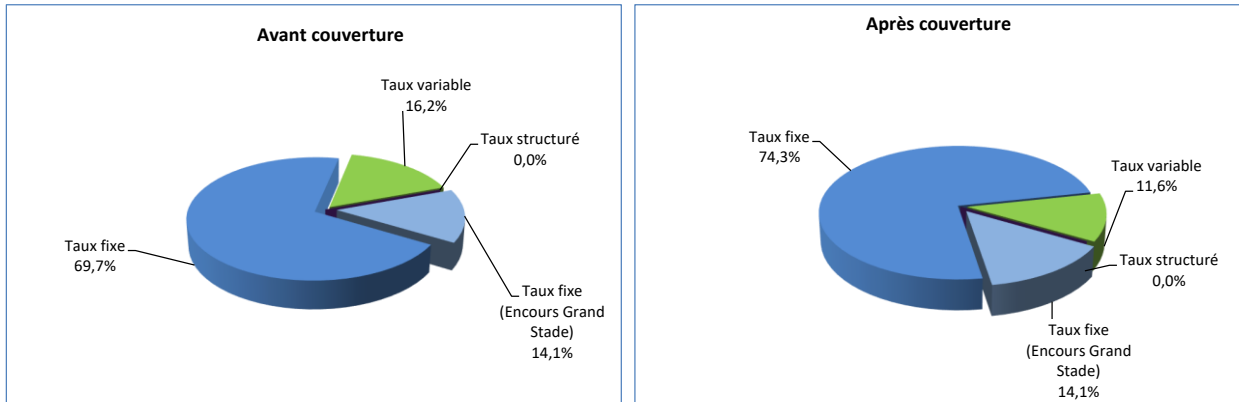 Avant couverture
Taux variable
16,2%
Taux structuré
0,0%
Taux fixe
69,7%
Taux fixe
(Encours Grand
Stade)
14,1%
Après couverture
Taux fixe
74,3%
Taux variable
11,6%
Taux structuré
0,0%
Taux fixe
(Encours Grand
Stade)
14,1%